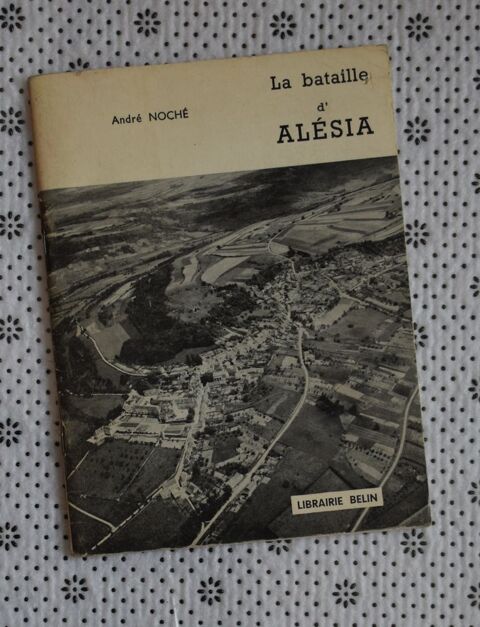 La bataille
d'
ALÉSIA
André NOCHÉ
LIBRAIRIE BELIN